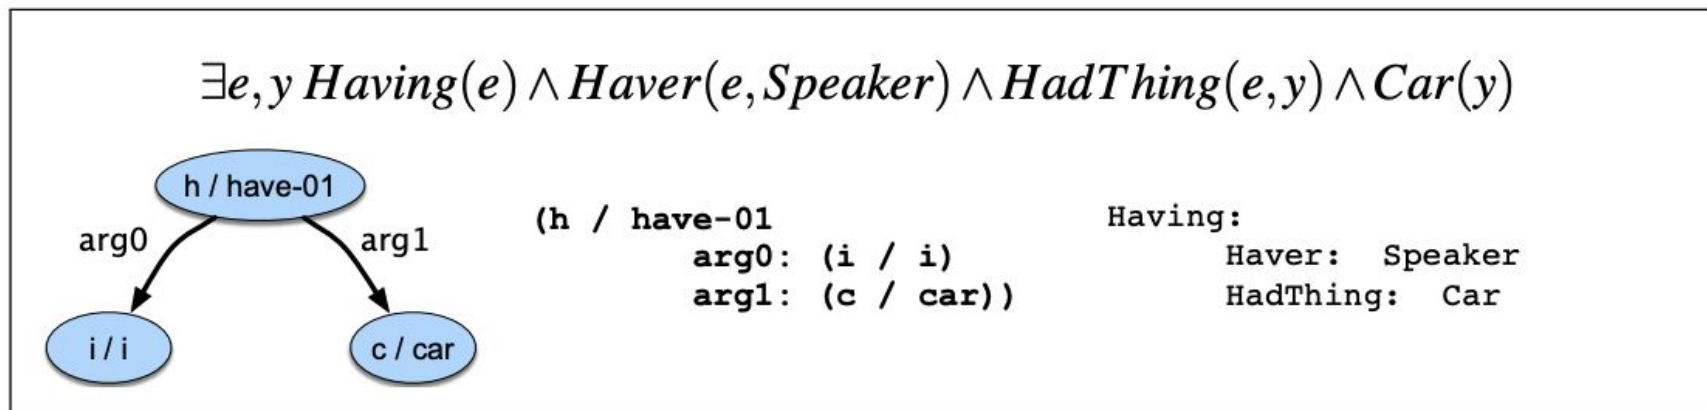 ∃e,y Having(e) ∧ Haver(e,Speaker) ∧ HadThing(e,y) ∧ Car(y)
h / have-01
arg0
arg1
i / i
c / car
(h / have-01
arg0: (i / i)
arg1: (c / car))
Having:
Haver: Speaker
HadThing: Car